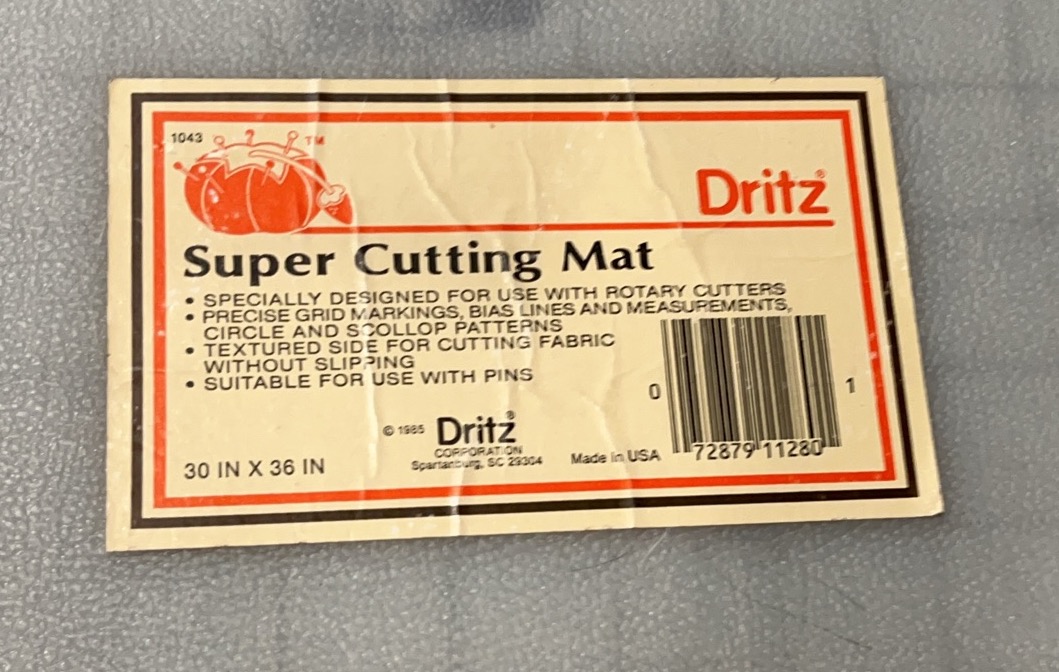 1043
TM
Dritz®
Super Cutting Mat
• SPECIALLY DESIGNED FOR USE WITH ROTARY CUTTERS
• PRECISE GRID MARKINGS, BIAS LINES AND MEASUREMENTS,
CIRCLE AND SCOLLOP PATTERNS
• TEXTURED SIDE FOR CUTTING FABRIC
WITHOUT SLIPPING
• SUITABLE FOR USE WITH PINS
© 1985 Dritz®
CORPORATION
Spartanburg, SC 29304
30 IN X 36 IN
Made in USA
0 72879 11280 1